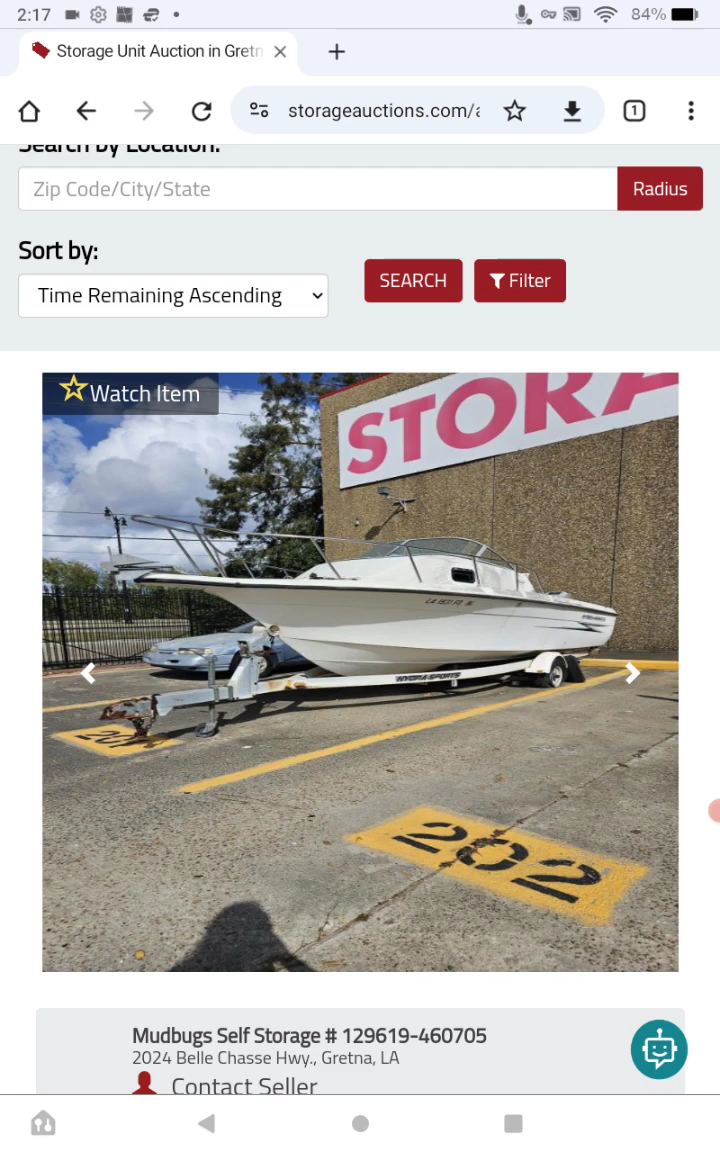 2:17
84%
Storage Unit Auction in Gretn
storageauctions.com/a
1
Search by Location:
Zip Code/City/State
Radius
Sort by:
Time Remaining Ascending
SEARCH
Filter
Watch Item
STORA
HYDRA-SPORTS
201
202
Mudbugs Self Storage # 129619-460705
2024 Belle Chasse Hwy., Gretna, LA
Contact Seller